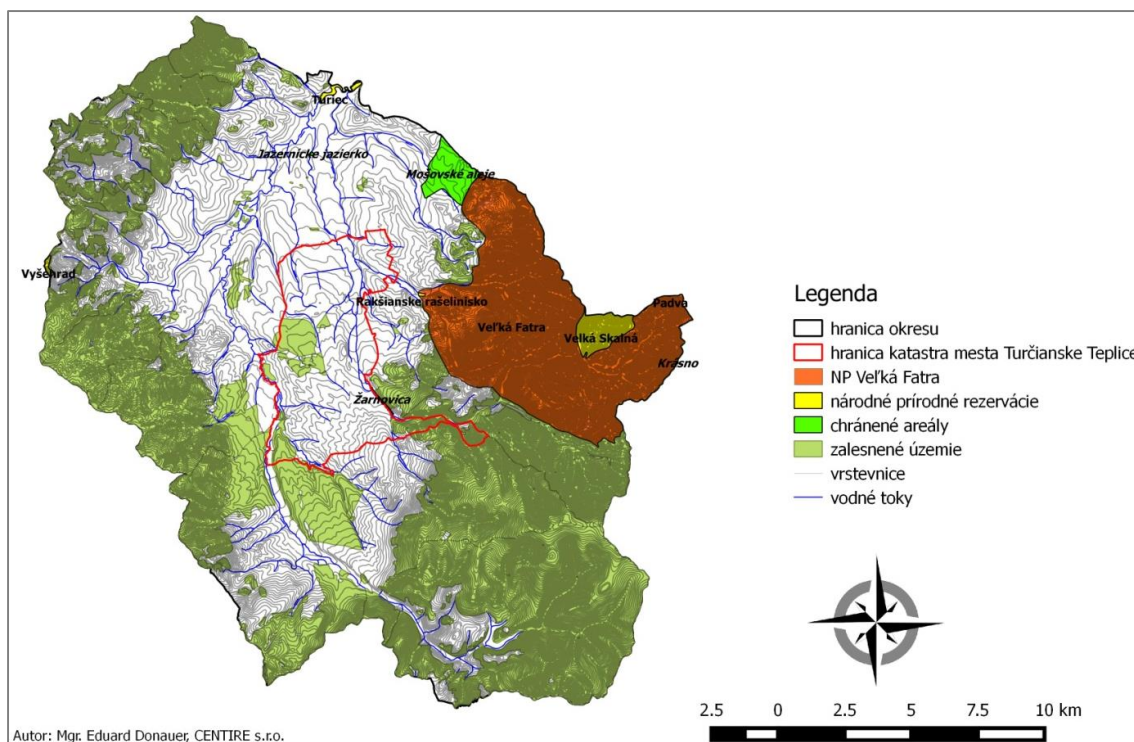 Turiec
Jazernicke jazierko
Mošovské aleje
Vyšehrad
Rakšianske rašelinisko
Padva
Veľká Fatra
Veľká Skalná
Krásno
Žarnovica
Legenda
hranica okresu
hranica katastra mesta Turčianske Teplice
NP Veľká Fatra
národné prírodné rezervácie
chránené areály
zalesnené územie
vrstevnice
vodné toky
2.5 0 2.5 5 7.5 10 km
Autor: Mgr. Eduard Donauer, CENTIRE s.r.o.